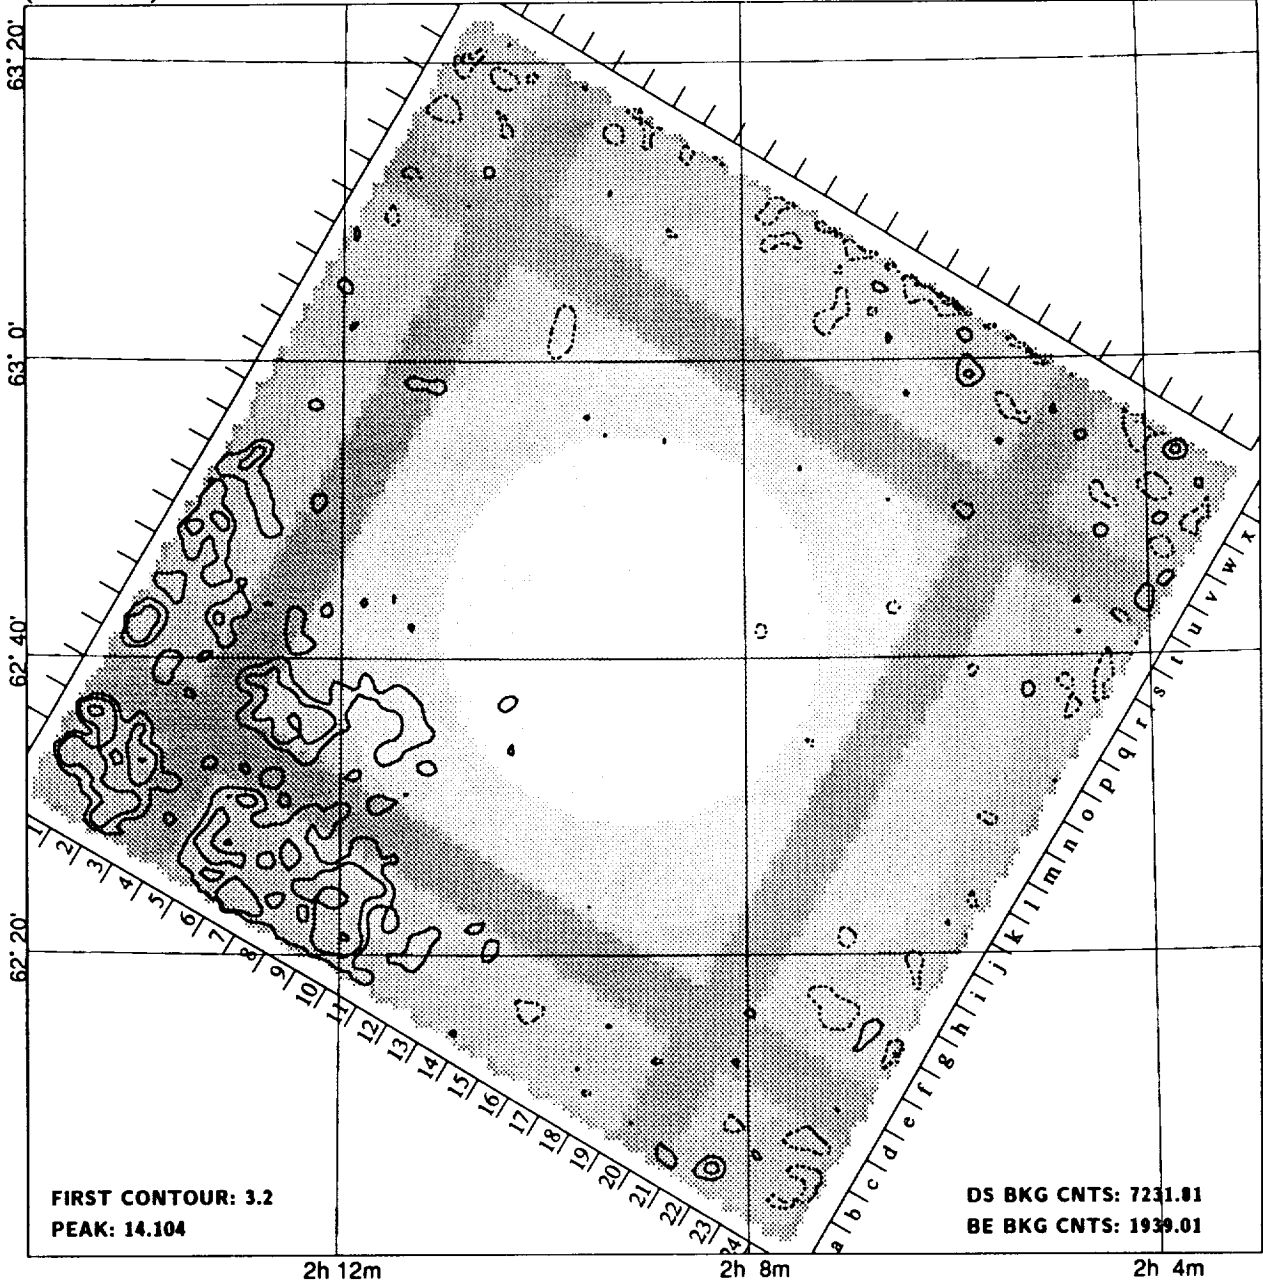 63° 20'
63° 0'
62° 40'
62° 20'
1 2 3 4 5 6 7 8 9 10 11 12 13 14 15 16 17 18 19 20 21 22 23 24
a b c d e f g h i j k l m n o p q r s t u v w x
FIRST CONTOUR: 3.2
PEAK: 14.104
DS BKG CNTS: 7231.81
BE BKG CNTS: 1939.01
2h 12m
2h 8m
2h 4m